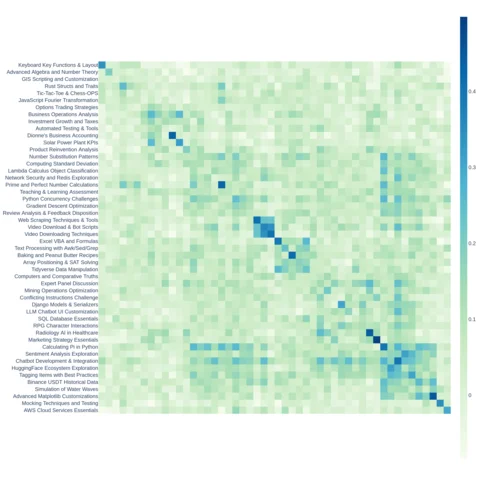 Keyboard Key Functions & Layout
Advanced Algebra and Number Theory
GIS Scripting and Customization
Rust Structs and Traits
Tic-Tac-Toe & Chess-OPS
JavaScript Fourier Transformation
Options Trading Strategies
Business Operations Analysis
Investment Growth and Taxes
Automated Testing & Tools
Dionne's Business Accounting
Solar Power Plant KPIs
Product Reinvention Analysis
Number Substitution Patterns
Computing Standard Deviation
Lambda Calculus Object Classification
Network Security and Redis Exploration
Prime and Perfect Number Calculations
Teaching & Learning Assessment
Python Concurrency Challenges
Gradient Descent Optimization
Review Analysis & Feedback Disposition
Web Scraping Techniques & Tools
Video Download & Bot Scripts
Video Downloading Techniques
Excel VBA and Formulas
Text Processing with Awk/Sed/Grep
Baking and Peanut Butter Recipes
Array Positioning & SAT Solving
Tidyverse Data Manipulation
Computers and Comparative Truths
Expert Panel Discussion
Mining Operations Optimization
Conflicting Instructions Challenge
Django Models & Serializers
LLM Chatbot UI Customization
SQL Database Essentials
RPG Character Interactions
Radiology AI in Healthcare
Marketing Strategy Essentials
Calculating Pi in Python
Sentiment Analysis Exploration
Chatbot Development & Integration
HuggingFace Ecosystem Exploration
Tagging Items with Best Practices
Binance USDT Historical Data
Simulation of Water Waves
Advanced Matplotlib Customizations
Mocking Techniques and Testing
AWS Cloud Services Essentials
0.4
0.3
0.2
0.1
0